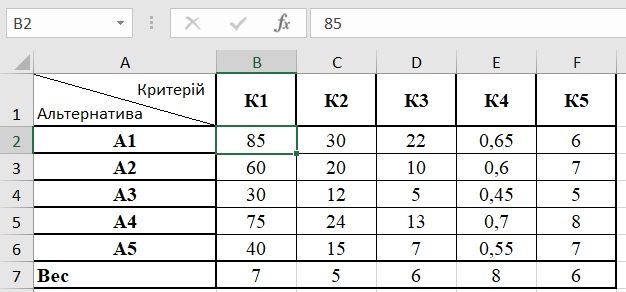 B2 fx 85
A B C D E F
1 Критерій Альтернатива К1 К2 К3 К4 К5
2 А1 85 30 22 0,65 6
3 А2 60 20 10 0,6 7
4 А3 30 12 5 0,45 5
5 А4 75 24 13 0,7 8
6 А5 40 15 7 0,55 7
7 Вес 7 5 6 8 6